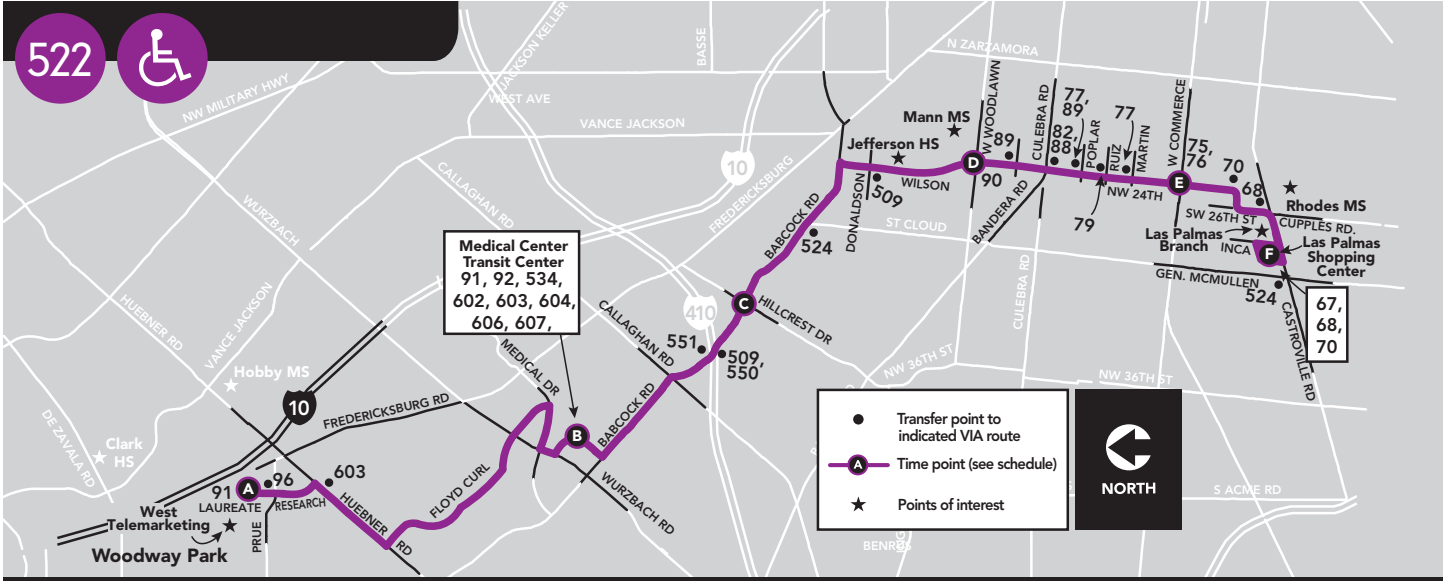 522
NW MILITARY HWY
JACKSON KELLER
BASSE
WEST AVE
VANCE JACKSON
N ZARZAMORA
10
FREDERICKSBURG
CALLAGHAN RD
WURZBACH
HUEBNER RD
VANCE JACKSON
DE ZAVALA RD
Hobby MS
Clark
HS
Mann MS
Jefferson HS
W WOODLAWN
89
CULEBRA RD
77,
89
82,
88
POPLAR
77
RUIZ
MARTIN
W COMMERCE
75,
76
70
68
Rhodes MS
D
E
WILSON
90
509
DONALDSON
BABCOCK RD
524
BANDERA RD
79
NW 24TH
ST CLOUD
SW 26TH ST
CUPPLES RD.
Las Palmas
Branch
INCA
F
Las Palmas
Shopping
Center
GEN. MCMULLEN
524
67,
68,
70
CASTROVILLE RD
CULEBRA RD
Medical Center
Transit Center
91, 92, 534,
602, 603, 604,
606, 607,
C
HILLCREST DR
410
CALLAGHAN RD
551
509,
550
NW 36TH ST
NW 36TH ST
MEDICAL DR
BABCOCK RD
B
WURZBACH RD
10
FREDERICKSBURG RD
FLOYD CURL
603
96
91
A
LAUREATE
RESEARCH
HUEBNER
RD
PRUE
West
Telemarketing
Woodway Park
Transfer point to
indicated VIA route
A
Time point (see schedule)
Points of interest
NORTH
S ACME RD